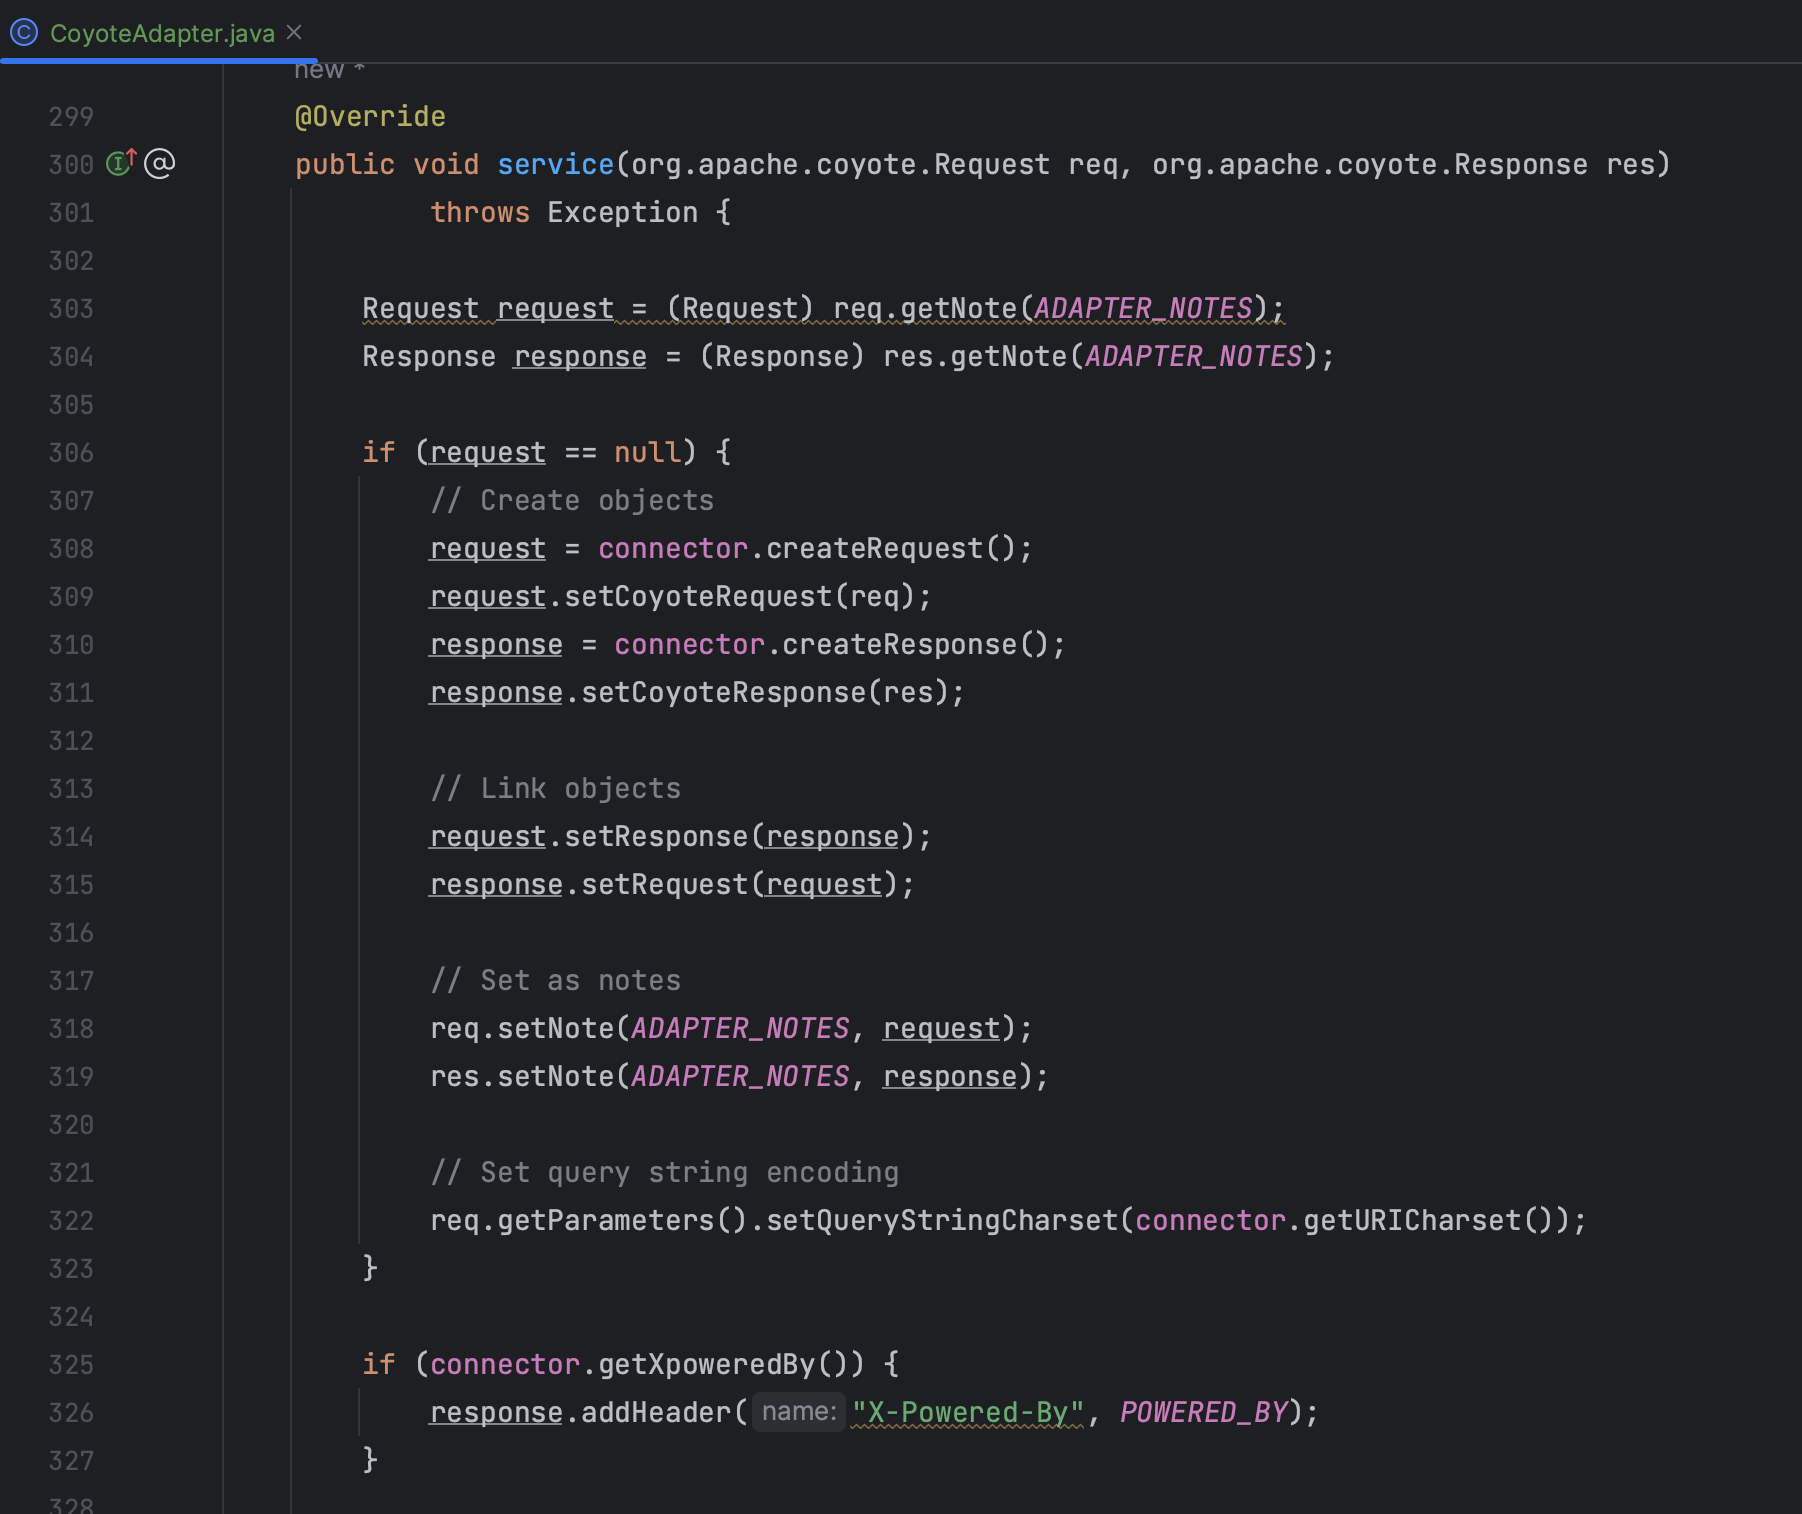 CoyoteAdapter.java
new *
299 @Override
300 public void service(org.apache.coyote.Request req, org.apache.coyote.Response res)
301 throws Exception {
302
303 Request request = (Request) req.getNote(ADAPTER_NOTES);
304 Response response = (Response) res.getNote(ADAPTER_NOTES);
305
306 if (request == null) {
307 // Create objects
308 request = connector.createRequest();
309 request.setCoyoteRequest(req);
310 response = connector.createResponse();
311 response.setCoyoteResponse(res);
312
313 // Link objects
314 request.setResponse(response);
315 response.setRequest(request);
316
317 // Set as notes
318 req.setNote(ADAPTER_NOTES, request);
319 res.setNote(ADAPTER_NOTES, response);
320
321 // Set query string encoding
322 req.getParameters().setQueryStringCharset(connector.getURICharset());
323 }
324
325 if (connector.getXpoweredBy()) {
326 response.addHeader( name: "X-Powered-By", POWERED_BY);
327 }
328